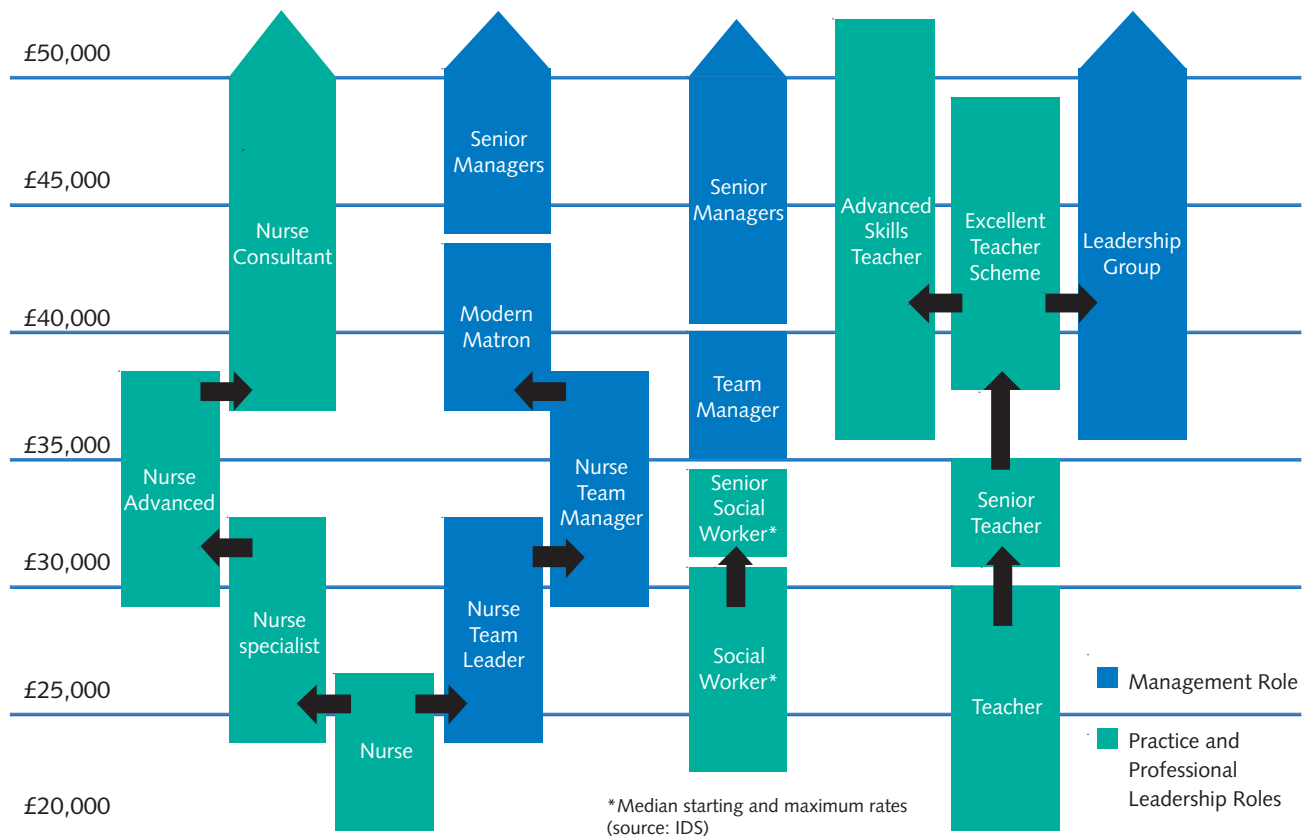 £50,000
£45,000
£40,000
£35,000
£30,000
£25,000
£20,000
Nurse
Consultant
Nurse
Advanced
Nurse
specialist
Nurse
Senior
Managers
Modern
Matron
Nurse
Team
Manager
Nurse
Team
Leader
Senior
Managers
Team
Manager
Senior
Social
Worker*
Social
Worker*
Advanced
Skills
Teacher
Excellent
Teacher
Scheme
Leadership
Group
Senior
Teacher
Teacher
Management Role
Practice and
Professional
Leadership Roles
*Median starting and maximum rates
(source: IDS)